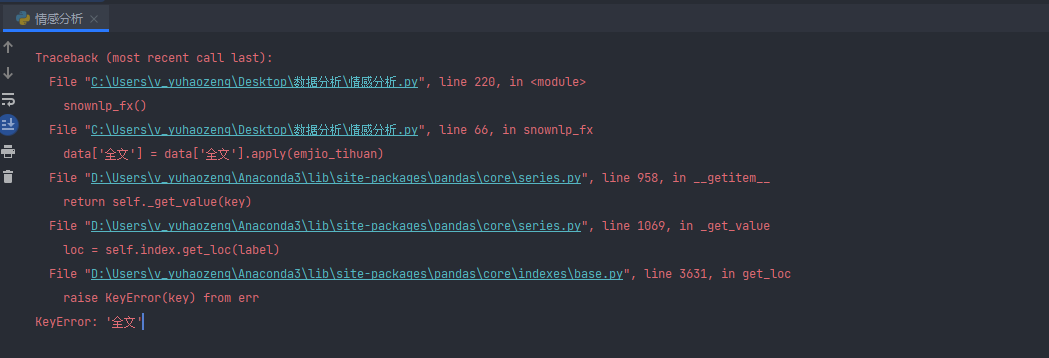 情感分析
Traceback (most recent call last):
File "C:\Users\v_yuhaozeng\Desktop\数据分析\情感分析.py", line 220, in <module>
snownlp_fx()
File "C:\Users\v_yuhaozeng\Desktop\数据分析\情感分析.py", line 66, in snownlp_fx
data['全文'] = data['全文'].apply(emjio_tihuan)
File "D:\Users\v_yuhaozeng\Anaconda3\lib\site-packages\pandas\core\series.py", line 958, in __getitem__
return self._get_value(key)
File "D:\Users\v_yuhaozeng\Anaconda3\lib\site-packages\pandas\core\series.py", line 1069, in _get_value
loc = self.index.get_loc(label)
File "D:\Users\v_yuhaozeng\Anaconda3\lib\site-packages\pandas\core\indexes\base.py", line 3631, in get_loc
raise KeyError(key) from err
KeyError: '全文'